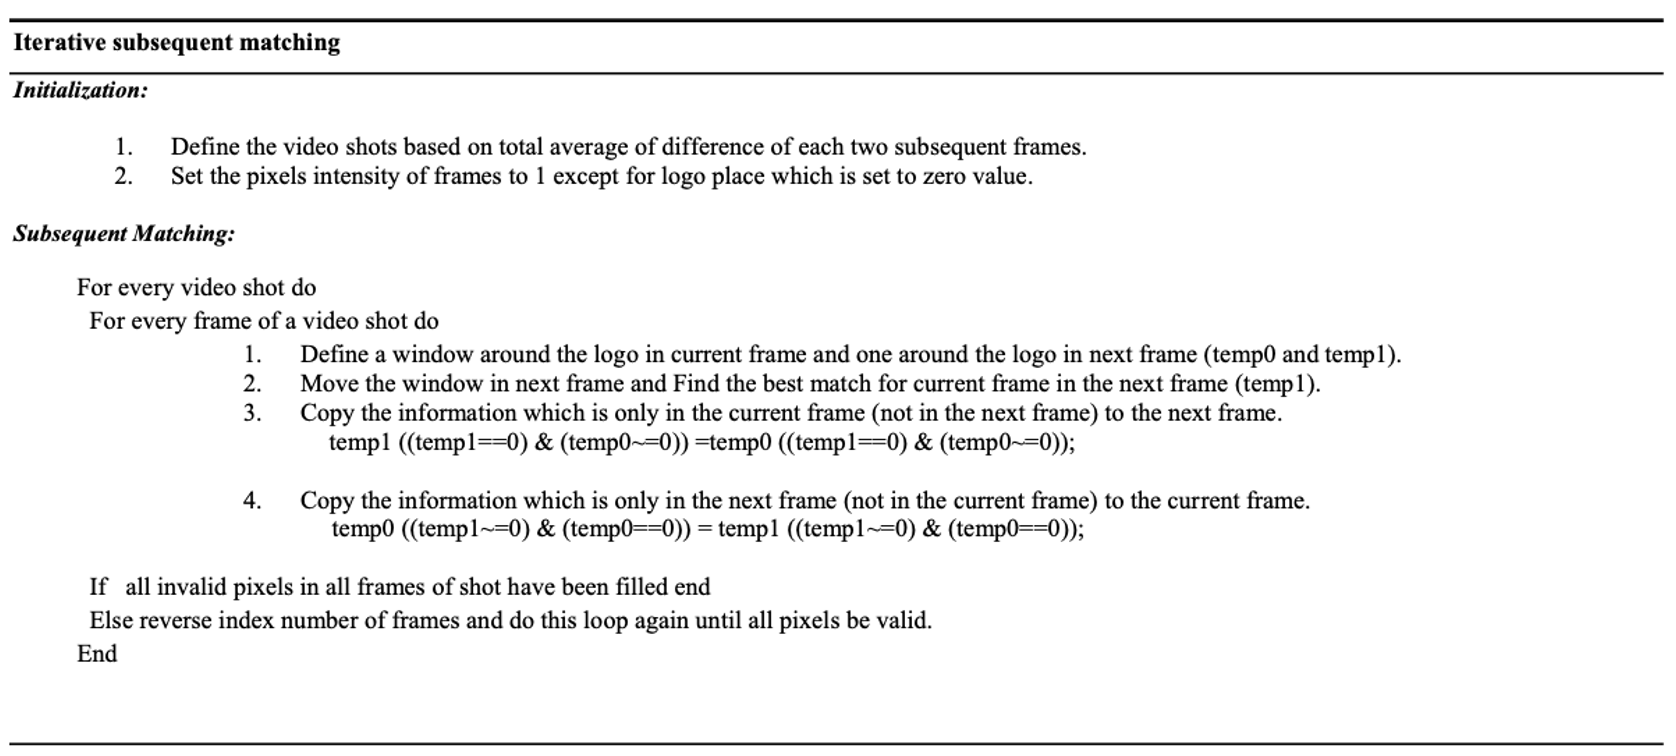 Iterative subsequent matching
Initialization:
1. Define the video shots based on total average of difference of each two subsequent frames.
2. Set the pixels intensity of frames to 1 except for logo place which is set to zero value.
Subsequent Matching:
For every video shot do
For every frame of a video shot do
1. Define a window around the logo in current frame and one around the logo in next frame (temp0 and temp1).
2. Move the window in next frame and Find the best match for current frame in the next frame (temp1).
3. Copy the information which is only in the current frame (not in the next frame) to the next frame.
temp1 ((temp1==0) & (temp0~=0)) =temp0 ((temp1==0) & (temp0~=0));
4. Copy the information which is only in the next frame (not in the current frame) to the current frame.
temp0 ((temp1~=0) & (temp0==0)) = temp1 ((temp1~=0) & (temp0==0));
If all invalid pixels in all frames of shot have been filled end
Else reverse index number of frames and do this loop again until all pixels be valid.
End